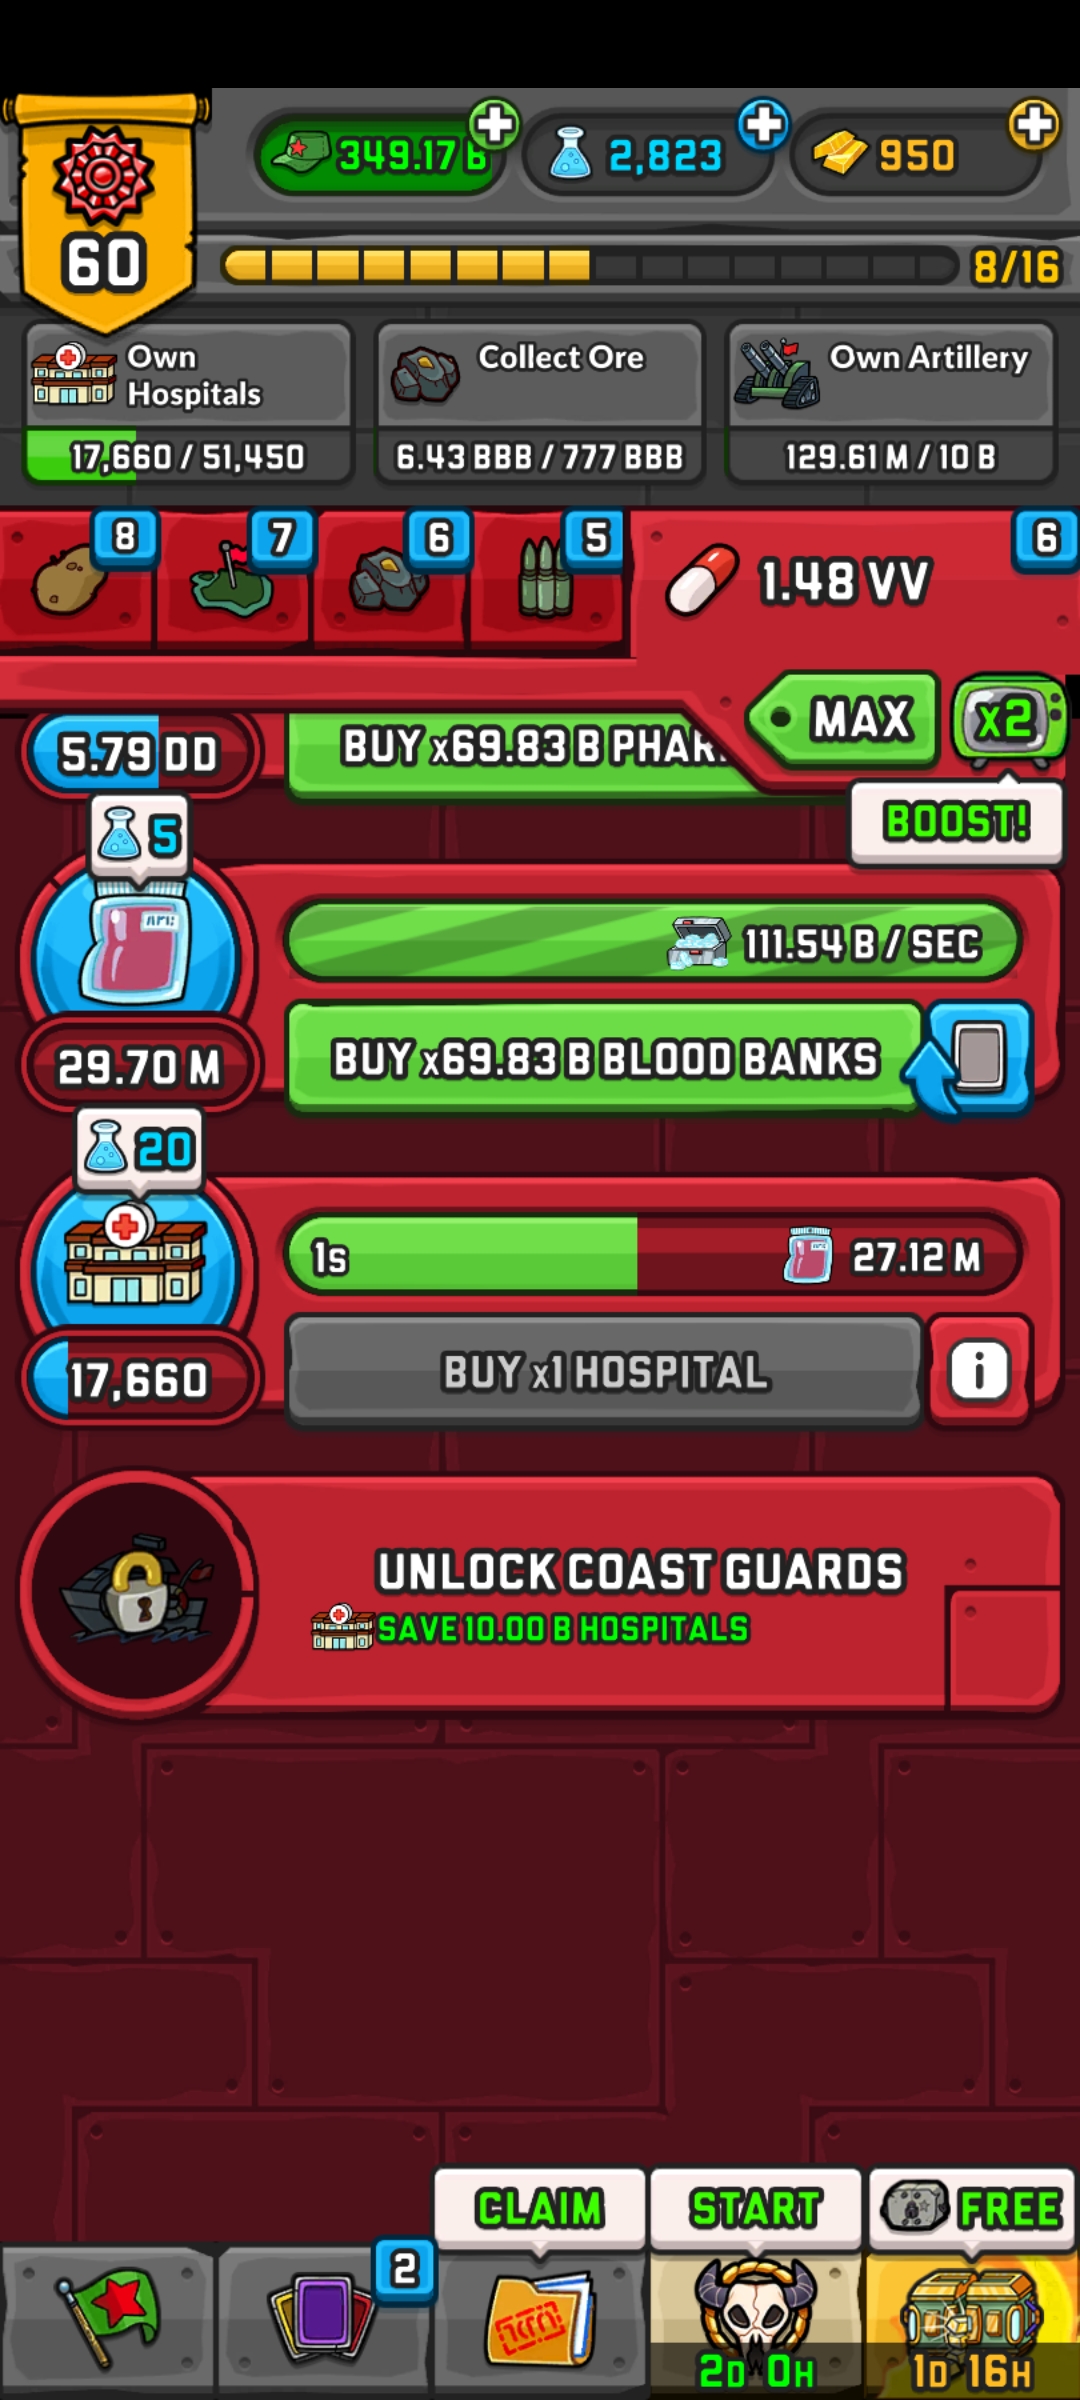 349.17 B
2,823
950
60
8/16
Own
Hospitals
17,660 / 51,450
Collect Ore
6.43 BBB / 777 BBB
Own Artillery
129.61 M / 10 B
8
7
6
5
6
1.48 VV
MAX
x2
BOOST!
5.79 DD
BUY x69.83 B PHAR
5
111.54 B / SEC
29.70 M
BUY x69.83 B BLOOD BANKS
20
1s
27.12 M
17,660
BUY x1 HOSPITAL
i
UNLOCK COAST GUARDS
SAVE 10.00 B HOSPITALS
CLAIM
START
FREE
2
2D 0H
1D 16H